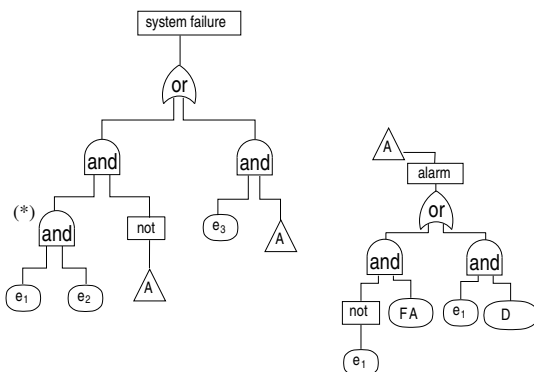 system failure
or
and
and
(*)
and
not
e₃
A
e₁
e₂
A
A
alarm
or
and
and
not
FA
e₁
D
e₁